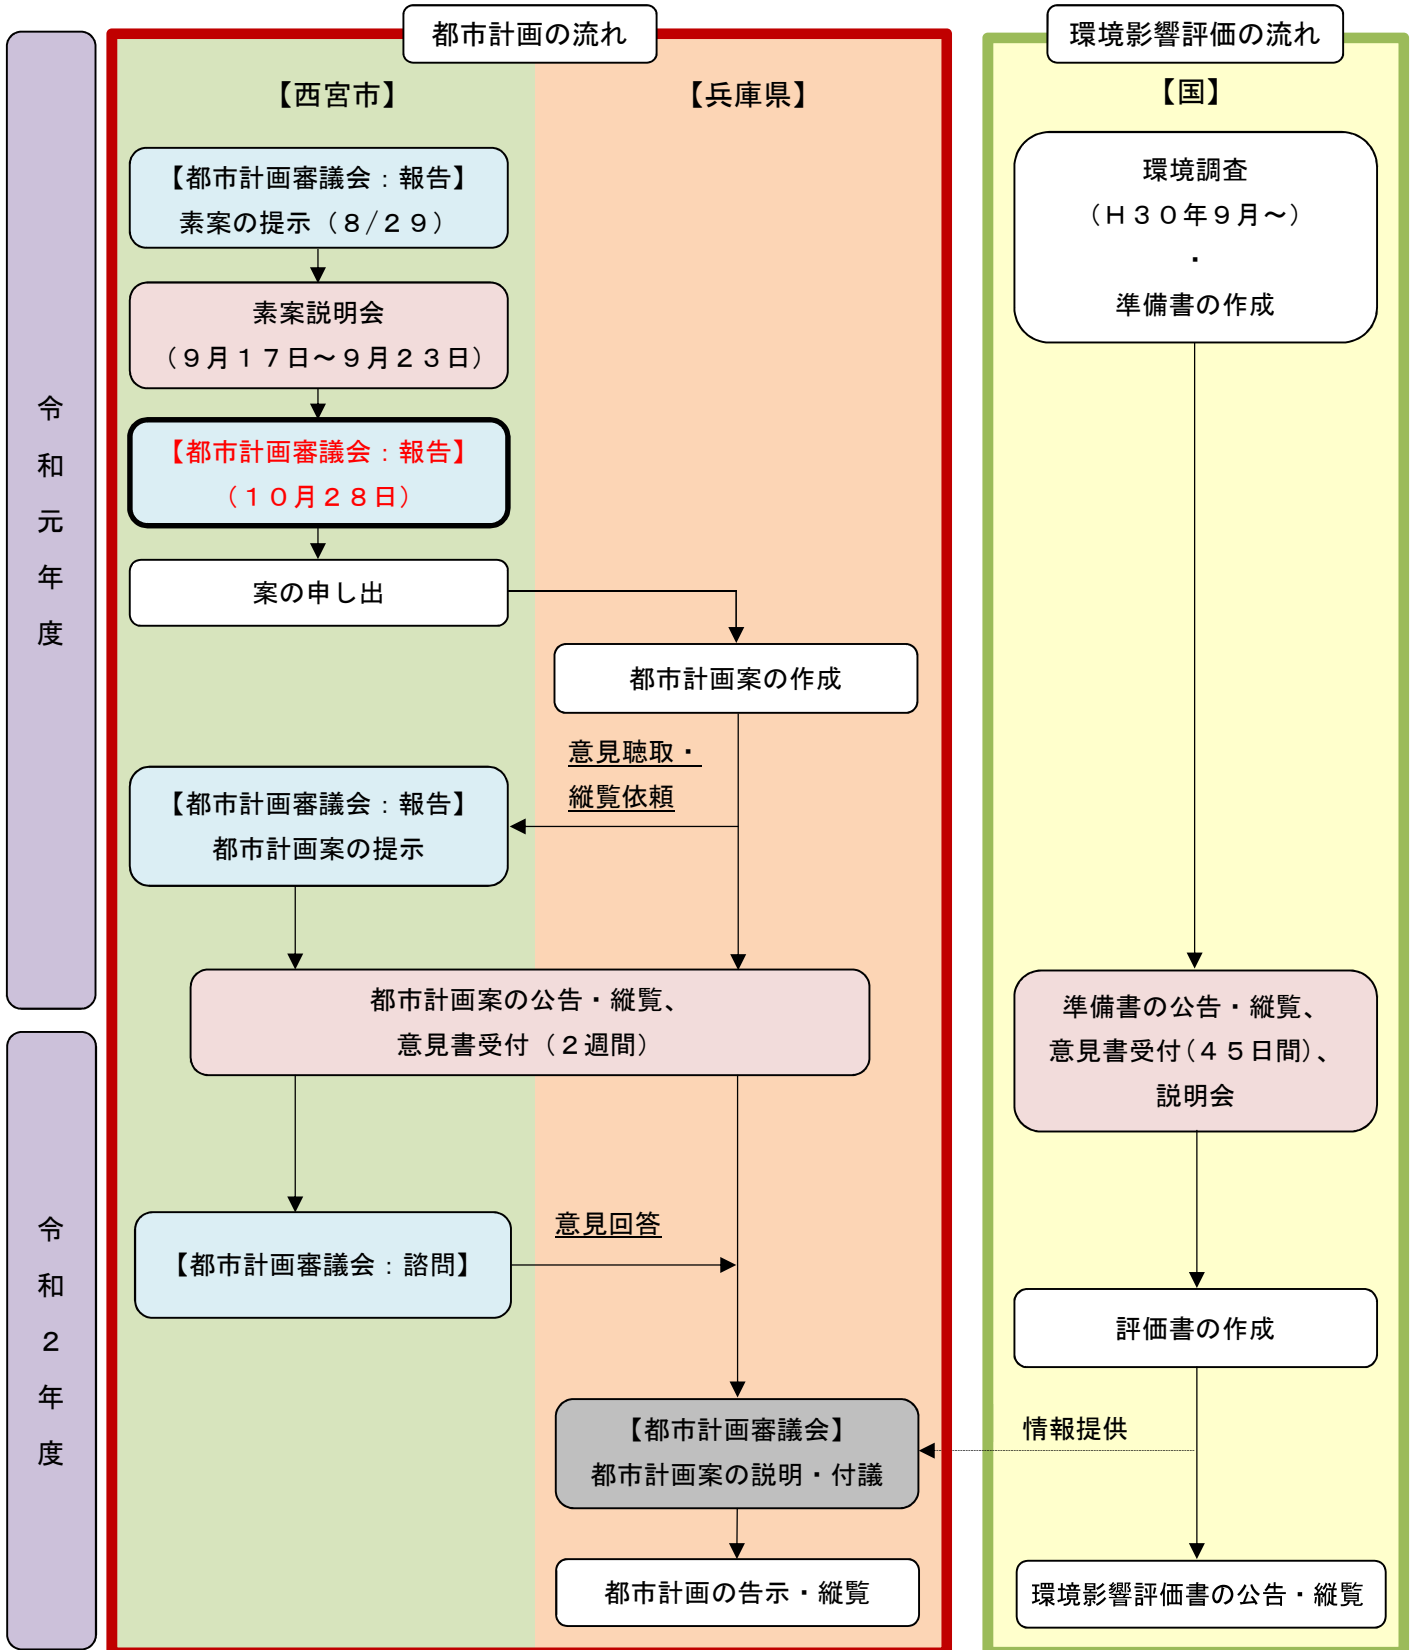 都市計画の流れ
環境影響評価の流れ
令和元年度
令和２年度
【西宮市】
【兵庫県】
【国】
【都市計画審議会：報告】
素案の提示（８/２９）
素案説明会
（９月１７日～９月２３日）
【都市計画審議会：報告】
（１０月２８日）
案の申し出
都市計画案の作成
意見聴取・
縦覧依頼
【都市計画審議会：報告】
都市計画案の提示
都市計画案の公告・縦覧、
意見書受付（２週間）
【都市計画審議会：諮問】
意見回答
【都市計画審議会】
都市計画案の説明・付議
都市計画の告示・縦覧
環境調査
（Ｈ３０年９月～）
・
準備書の作成
準備書の公告・縦覧、
意見書受付（４５日間）、
説明会
評価書の作成
情報提供
環境影響評価書の公告・縦覧